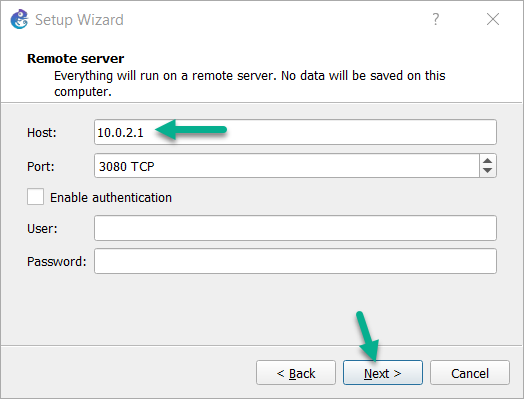 Setup Wizard
?
Remote server
Everything will run on a remote server. No data will be saved on this
computer.
Host: 10.0.2.1
Port: 3080 TCP
Enable authentication
User:
Password:
< Back Next > Cancel